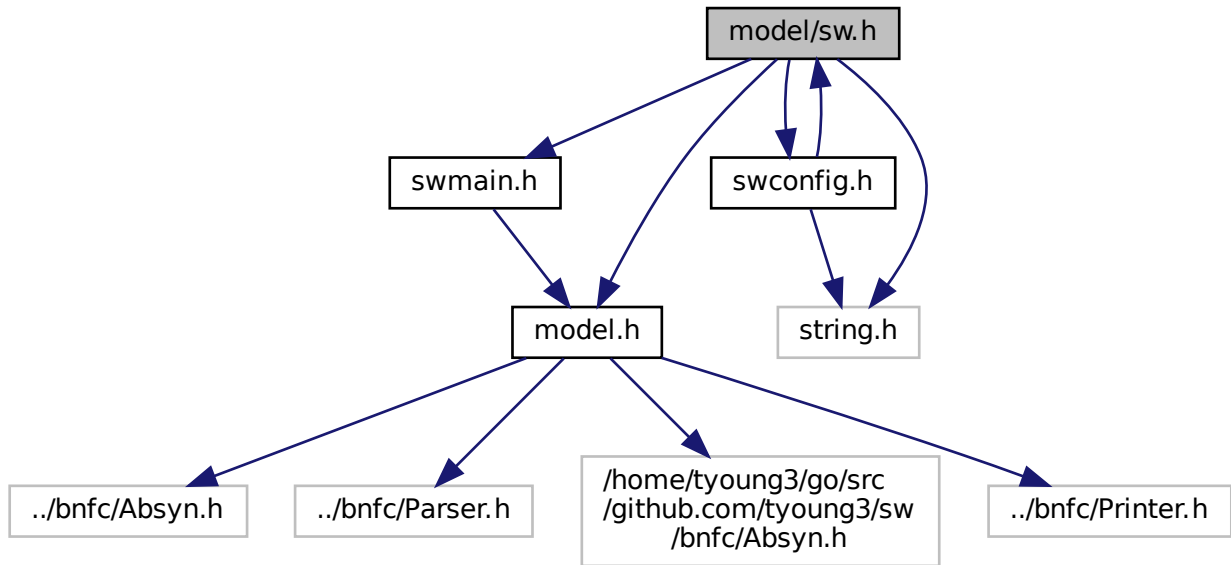 model/sw.h
swmain.h
swconfig.h
model.h
string.h
../bnfc/Absyn.h
../bnfc/Parser.h
/home/tyoung3/go/src
/github.com/tyoung3/sw
/bnfc/Absyn.h
../bnfc/Printer.h